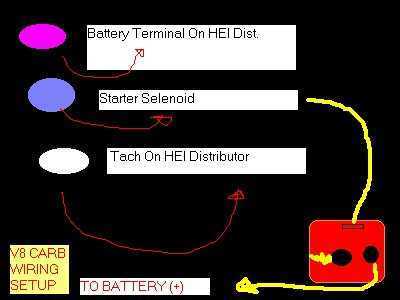 Battery Terminal On HEI Dist.
Starter Selenoid
Tach On HEI Distributor
V8 CARB
WIRING
SETUP
TO BATTERY (+)